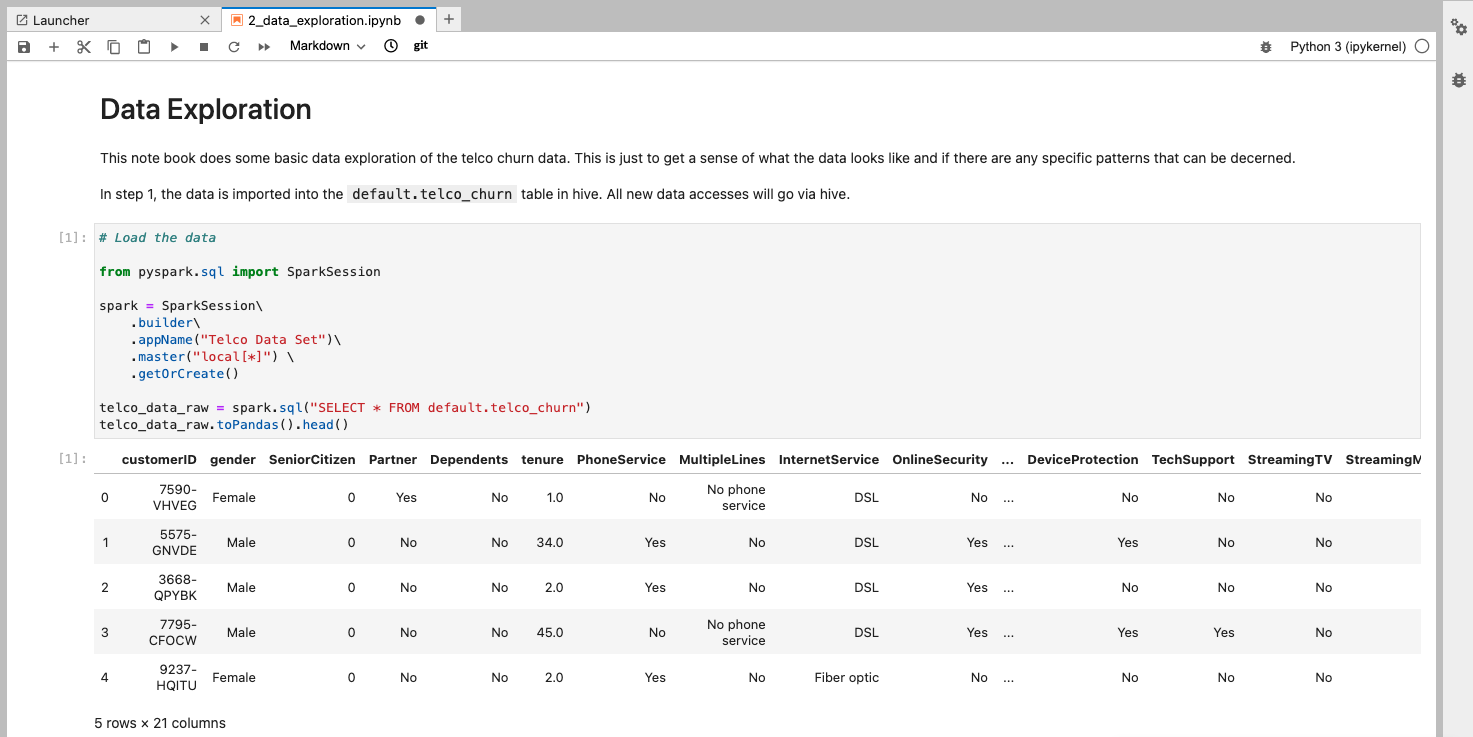 Launcher
2_data_exploration.ipynb
Markdown
git
Python 3 (ipykernel)
Data Exploration
This note book does some basic data exploration of the telco churn data. This is just to get a sense of what the data looks like and if there are any specific patterns that can be decerned.
In step 1, the data is imported into the default.telco_churn table in hive. All new data accesses will go via hive.
[1]:
# Load the data
from pyspark.sql import SparkSession
spark = SparkSession\
    .builder\
    .appName("Telco Data Set")\
    .master("local[*]") \
    .getOrCreate()
telco_data_raw = spark.sql("SELECT * FROM default.telco_churn")
telco_data_raw.toPandas().head()
[1]:
customerID gender SeniorCitizen Partner Dependents tenure PhoneService MultipleLines InternetService OnlineSecurity ... DeviceProtection TechSupport StreamingTV StreamingM
0 7590-VHVEG Female 0 Yes No 1.0 No No phone service DSL No ... No No No
1 5575-GNVDE Male 0 No No 34.0 Yes No DSL Yes ... Yes No No
2 3668-QPYBK Male 0 No No 2.0 Yes No DSL Yes ... No No No
3 7795-CFOCW Male 0 No No 45.0 No No phone service DSL Yes ... Yes Yes No
4 9237-HQITU Female 0 No No 2.0 Yes No Fiber optic No ... No No No
5 rows × 21 columns